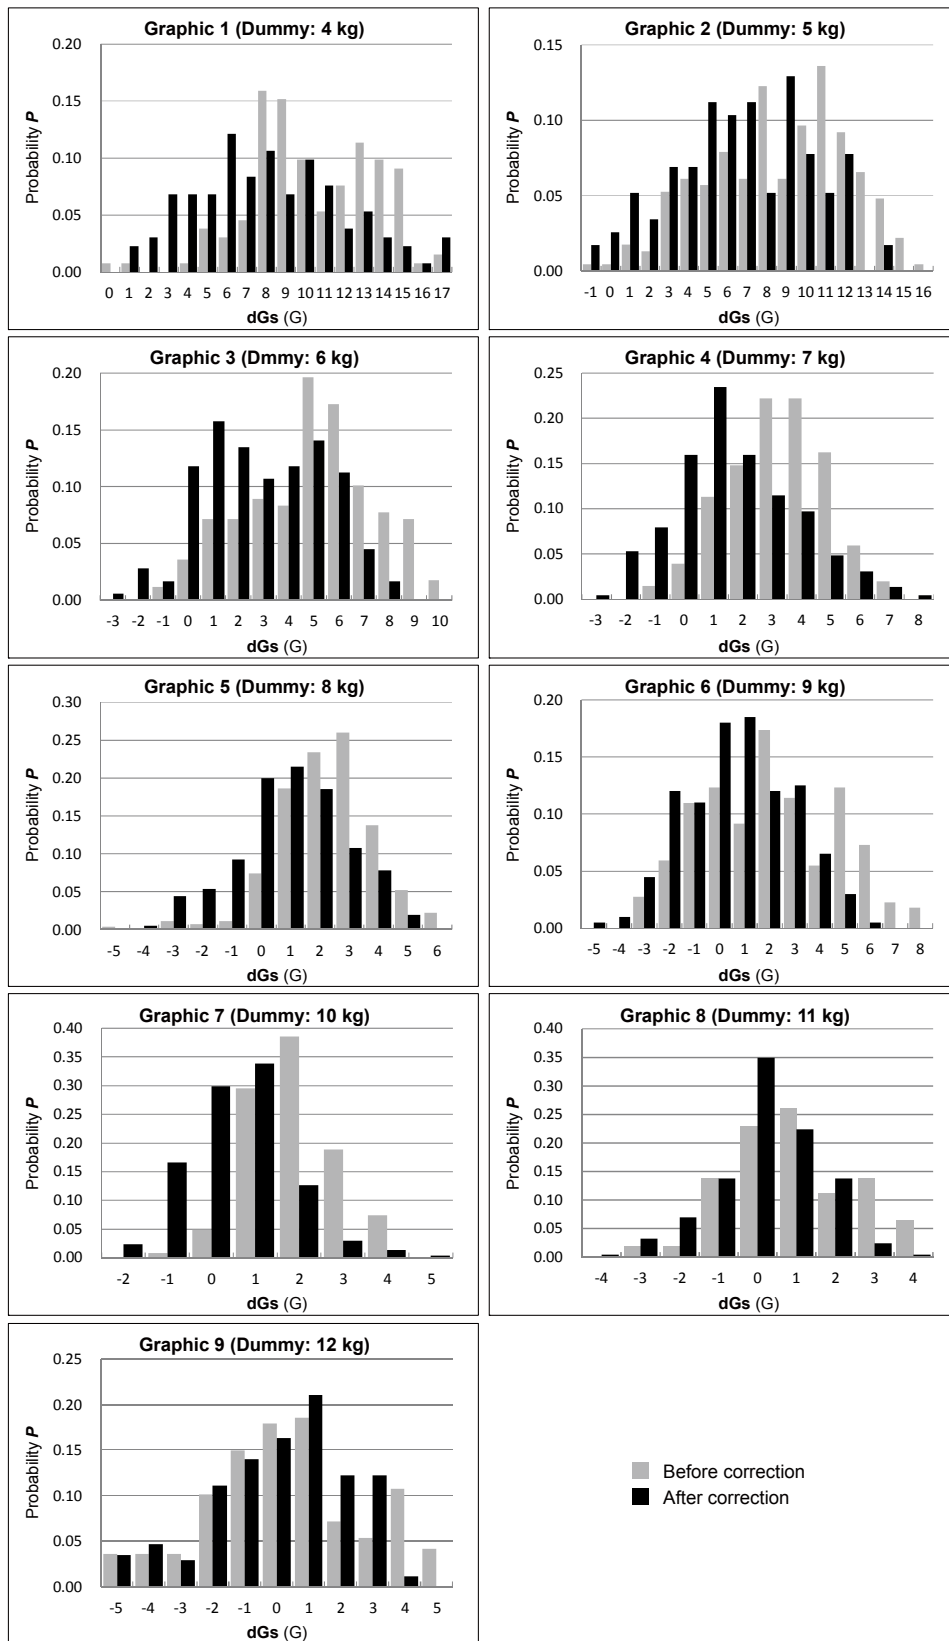 Graphic 1 (Dummy: 4 kg)
Probability P
0.20
0.15
0.10
0.05
0.00
0 1 2 3 4 5 6 7 8 9 10 11 12 13 14 15 16 17
dGs (G)
Graphic 2 (Dummy: 5 kg)
Probability P
0.15
0.10
0.05
0.00
-1 0 1 2 3 4 5 6 7 8 9 10 11 12 13 14 15 16
dGs (G)
Graphic 3 (Dmmy: 6 kg)
Probability P
0.20
0.15
0.10
0.05
0.00
-3 -2 -1 0 1 2 3 4 5 6 7 8 9 10
dGs (G)
Graphic 4 (Dummy: 7 kg)
Probability P
0.25
0.20
0.15
0.10
0.05
0.00
-3 -2 -1 0 1 2 3 4 5 6 7 8
dGs (G)
Graphic 5 (Dummy: 8 kg)
Probability P
0.30
0.25
0.20
0.15
0.10
0.05
0.00
-5 -4 -3 -2 -1 0 1 2 3 4 5 6
dGs (G)
Graphic 6 (Dummy: 9 kg)
Probability P
0.20
0.15
0.10
0.05
0.00
-5 -4 -3 -2 -1 0 1 2 3 4 5 6 7 8
dGs (G)
Graphic 7 (Dummy: 10 kg)
Probability P
0.40
0.35
0.30
0.25
0.20
0.15
0.10
0.05
0.00
-2 -1 0 1 2 3 4 5
dGs (G)
Graphic 8 (Dummy: 11 kg)
Probability P
0.40
0.35
0.30
0.25
0.20
0.15
0.10
0.05
0.00
-4 -3 -2 -1 0 1 2 3 4
dGs (G)
Graphic 9 (Dummy: 12 kg)
Probability P
0.25
0.20
0.15
0.10
0.05
0.00
-5 -4 -3 -2 -1 0 1 2 3 4 5
dGs (G)
Before correction
After correction